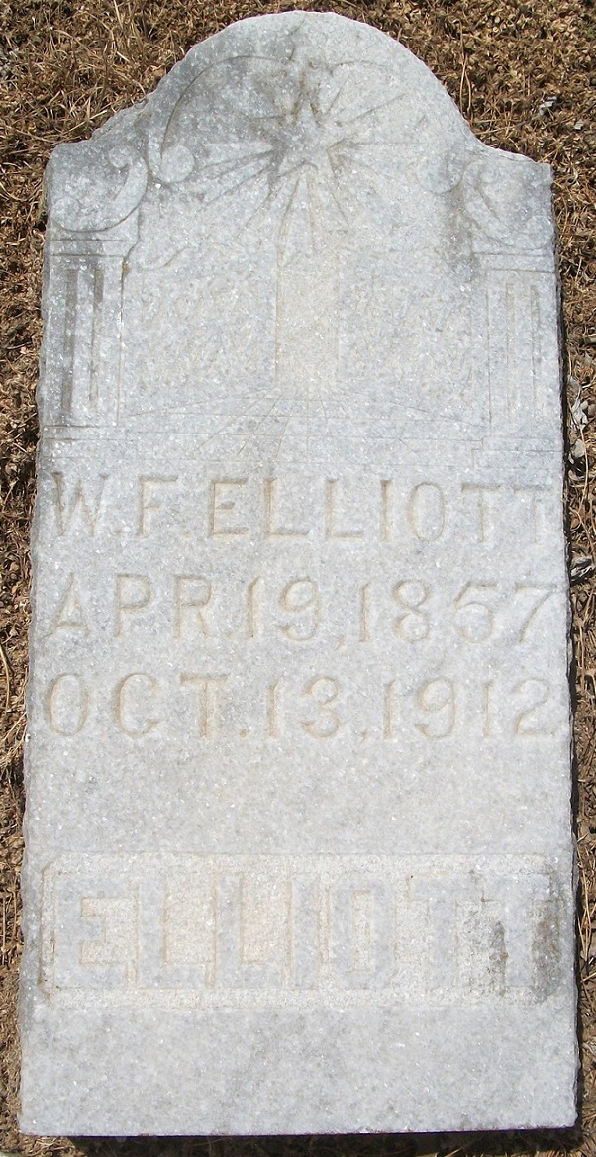 W.F.ELLIOTT
APR.19,1857
OCT.13,1912
ELLIOTT